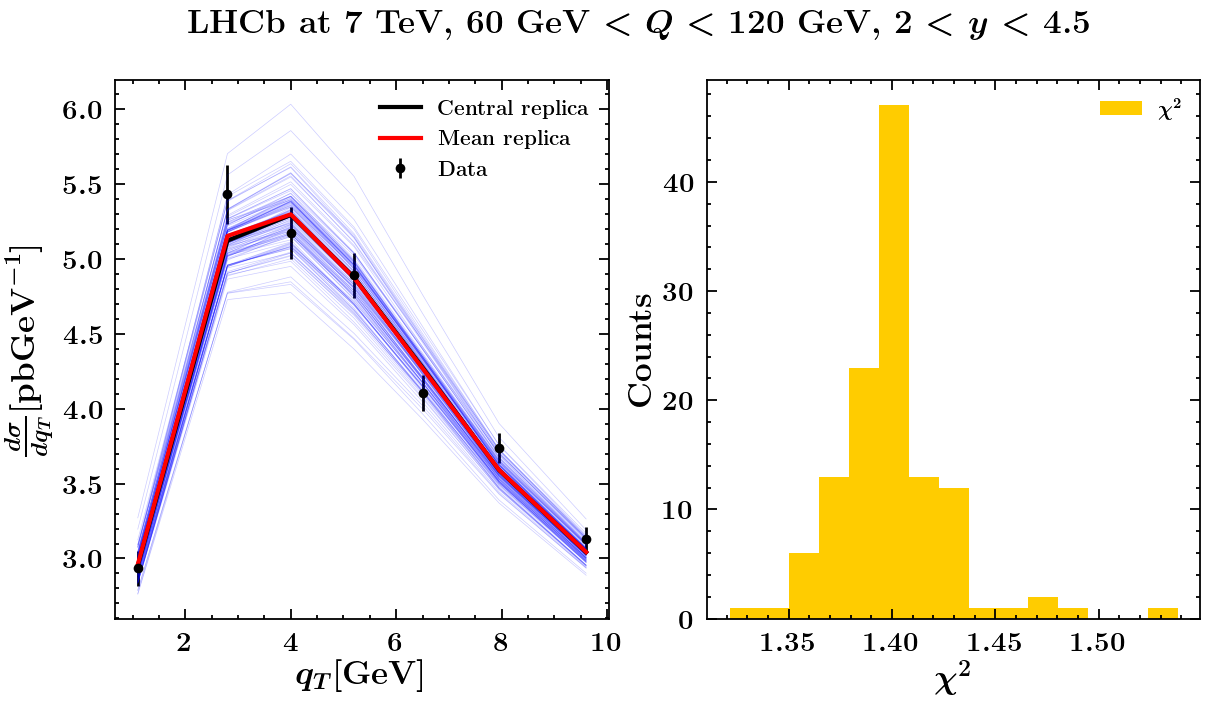 LHCb at 7 TeV, 60 GeV < Q < 120 GeV, 2 < y < 4.5
6.0
5.5
5.0
4.5
4.0
3.5
3.0
dσ/dq_T [pbGeV⁻¹]
Central replica
Mean replica
Data
2
4
6
8
10
q_T[GeV]
40
30
20
10
0
Counts
χ²
1.35
1.40
1.45
1.50
χ²